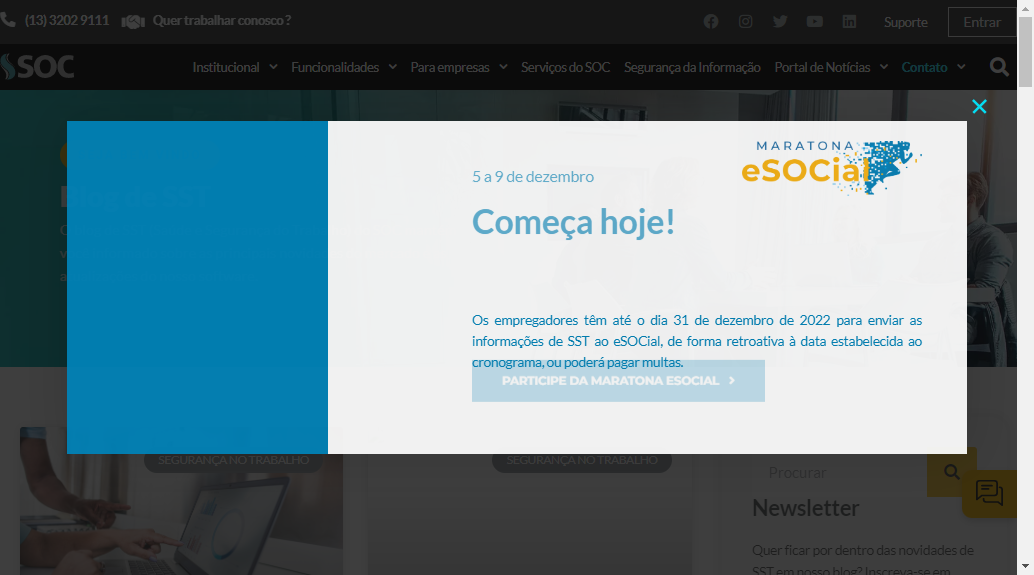 (13) 3202 9111 Quer trabalhar conosco ?
Suporte Entrar
SOC
Institucional Funcionalidades Para empresas Serviços do SOC Segurança da Informação Portal de Notícias Contato
MARATONA
eSOCial
5 a 9 de dezembro
Começa hoje!
Os empregadores têm até o dia 31 de dezembro de 2022 para enviar as
informações de SST ao eSOCial, de forma retroativa à data estabelecida ao
cronograma, ou poderá pagar multas.
PARTICIPE DA MARATONA ESOCIAL
SEGURANÇA NO TRABALHO
SEGURANÇA NO TRABALHO
Procurar
Newsletter
Quer ficar por dentro das novidades de
SST em nosso blog? Inscreva-se em